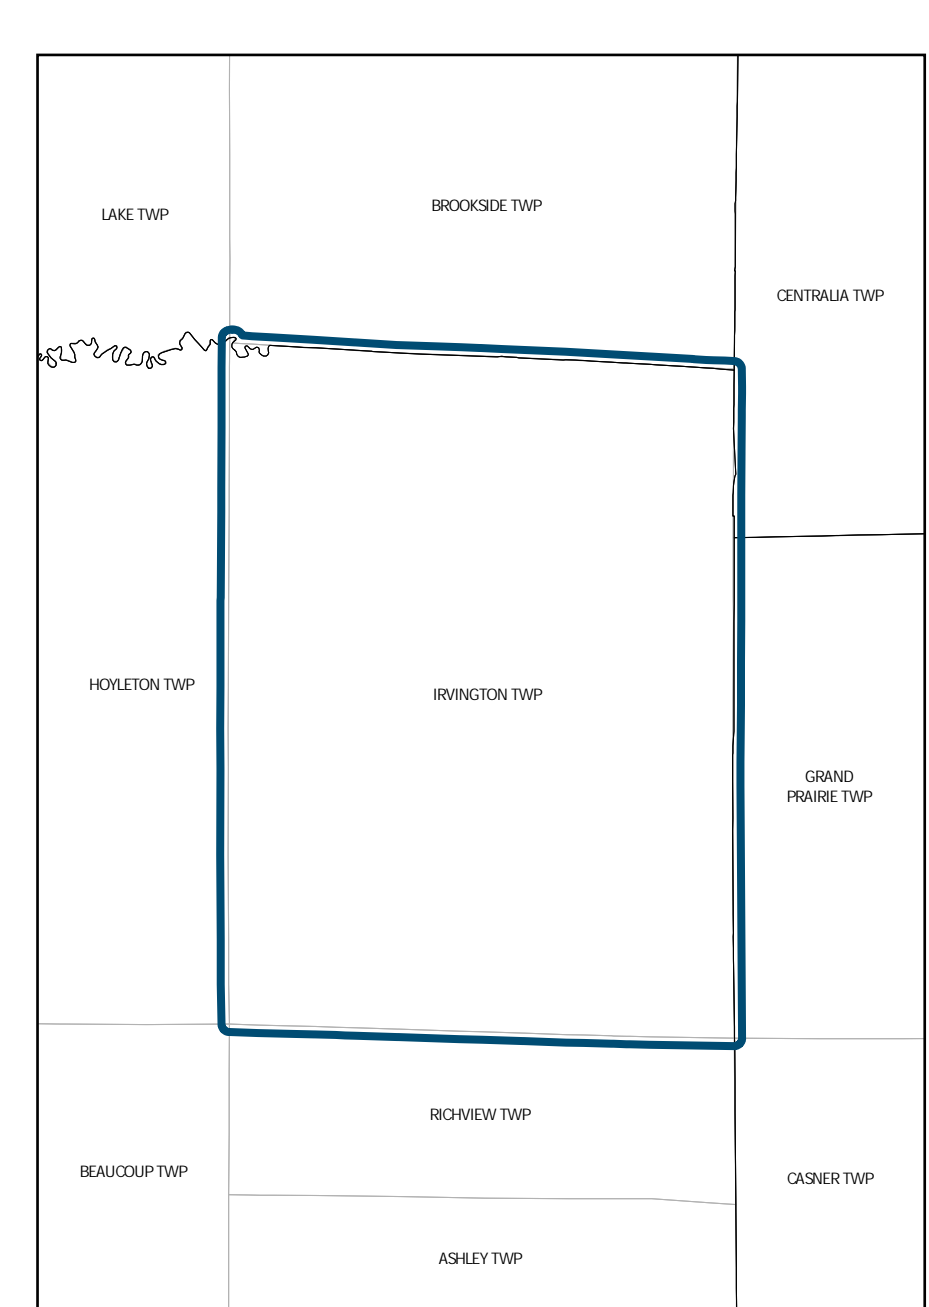 BROOKSIDE TWP
LAKE TWP
CENTRALIA TWP
HOYLETON TWP
IRVINGTON TWP
GRAND
PRAIRIE TWP
RICHVIEW TWP
BEAUCOUP TWP
CASNER TWP
ASHLEY TWP